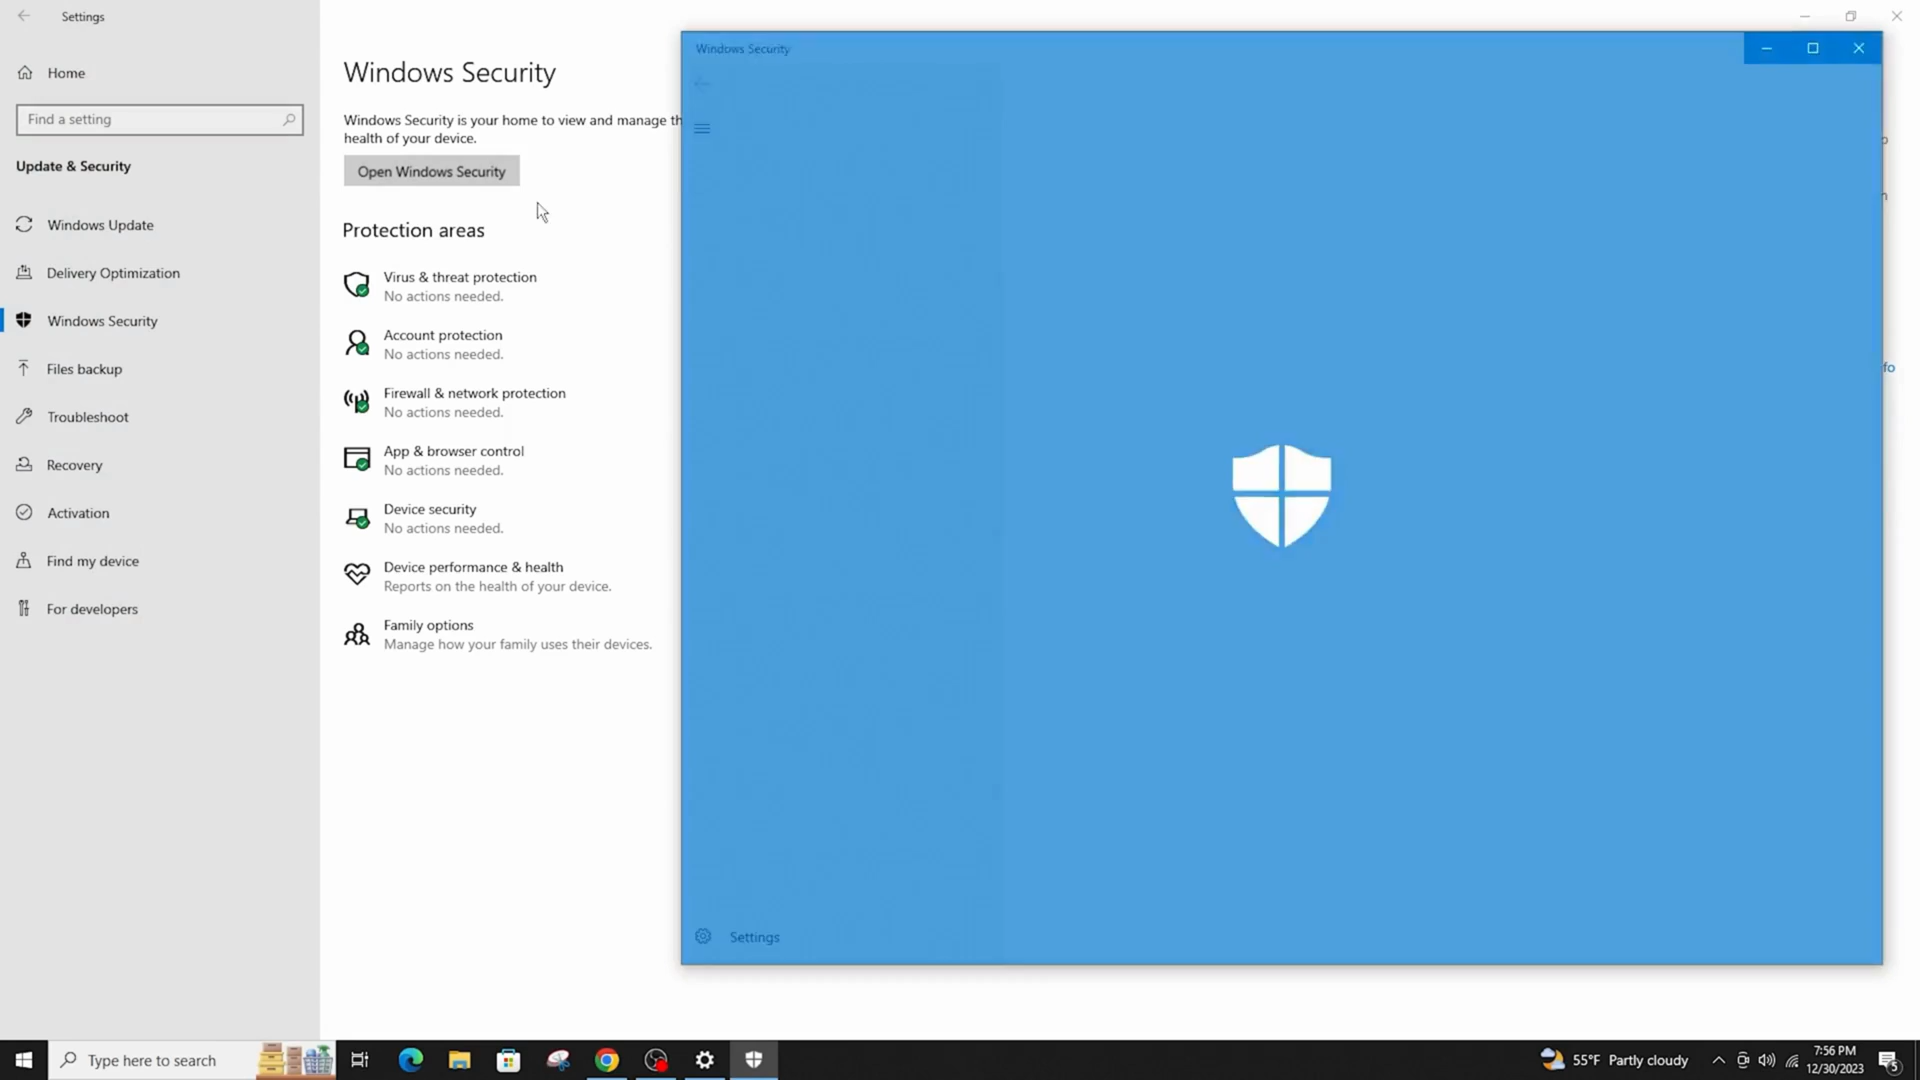 Settings
Home
Find a setting
Update & Security
Windows Update
Delivery Optimization
Windows Security
Files backup
Troubleshoot
Recovery
Activation
Find my device
For developers
Windows Security
Windows Security is your home to view and manage th
health of your device.
Open Windows Security
Protection areas
Virus & threat protection
No actions needed.
Account protection
No actions needed.
Firewall & network protection
No actions needed.
App & browser control
No actions needed.
Device security
No actions needed.
Device performance & health
Reports on the health of your device.
Family options
Manage how your family uses their devices.
Windows Security
Settings
fo
Type here to search
55°F Partly cloudy
7:56 PM
12/30/2023
5